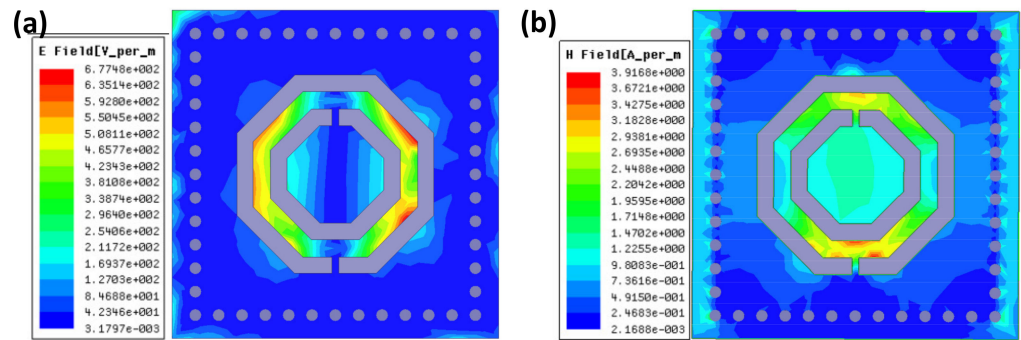 (a)
E Field[V_per_m
6.7748e+002
6.3514e+002
5.9280e+002
5.5045e+002
5.0811e+002
4.6577e+002
4.2343e+002
3.8108e+002
3.3874e+002
2.9640e+002
2.5406e+002
2.1172e+002
1.6937e+002
1.2703e+002
8.4688e+001
4.2346e+001
3.1797e-003
(b)
H Field[A_per_m
3.9168e+000
3.6721e+000
3.4275e+000
3.1828e+000
2.9381e+000
2.6935e+000
2.4488e+000
2.2042e+000
1.9595e+000
1.7148e+000
1.4702e+000
1.2255e+000
9.8083e-001
7.3616e-001
4.9150e-001
2.4683e-001
2.1688e-003